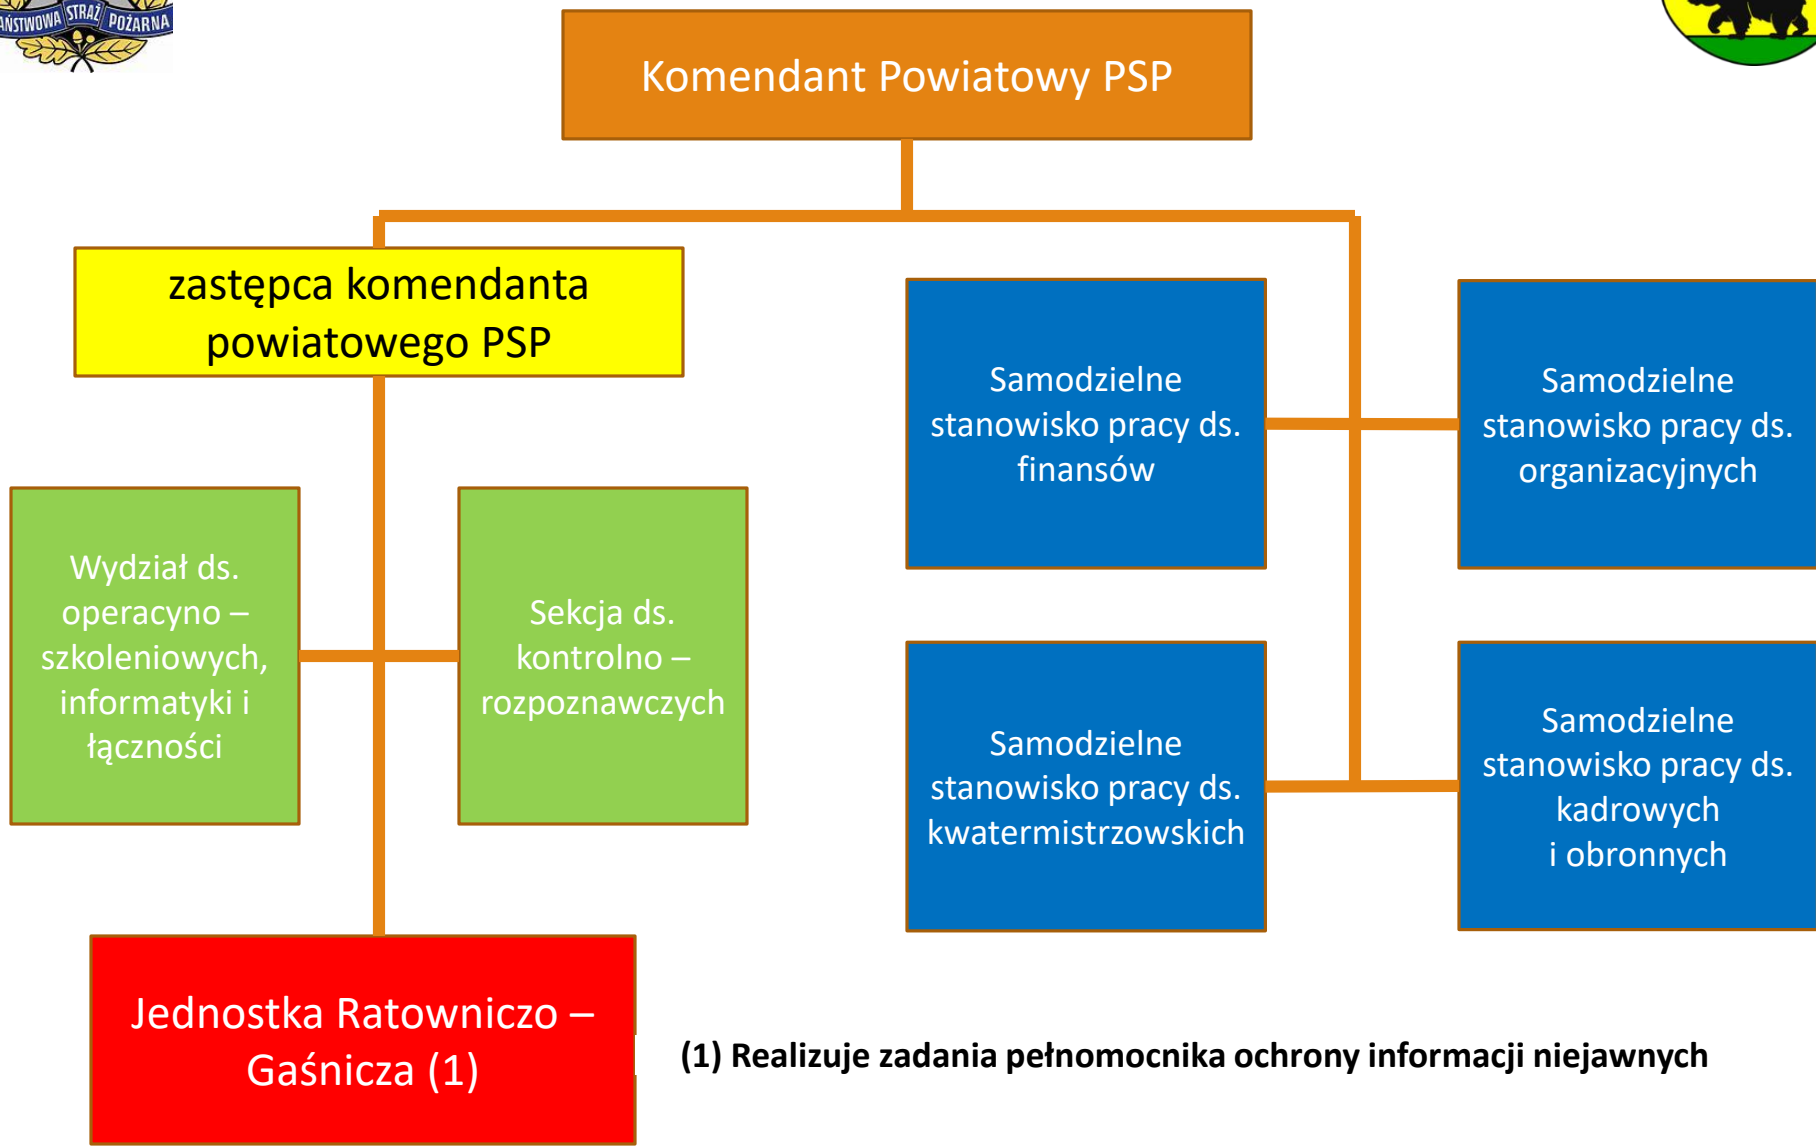 PAŃSTWOWA STRAŻ POŻARNA
Komendant Powiatowy PSP
zastępca komendanta
powiatowego PSP
Samodzielne
stanowisko pracy ds.
finansów
Samodzielne
stanowisko pracy ds.
organizacyjnych
Wydział ds.
operacyno –
szkoleniowych,
informatyki i
łączności
Sekcja ds.
kontrolno –
rozpoznawczych
Samodzielne
stanowisko pracy ds.
kwatermistrzowskich
Samodzielne
stanowisko pracy ds.
kadrowych
i obronnych
Jednostka Ratowniczo –
Gaśnicza (1)
(1) Realizuje zadania pełnomocnika ochrony informacji niejawnych